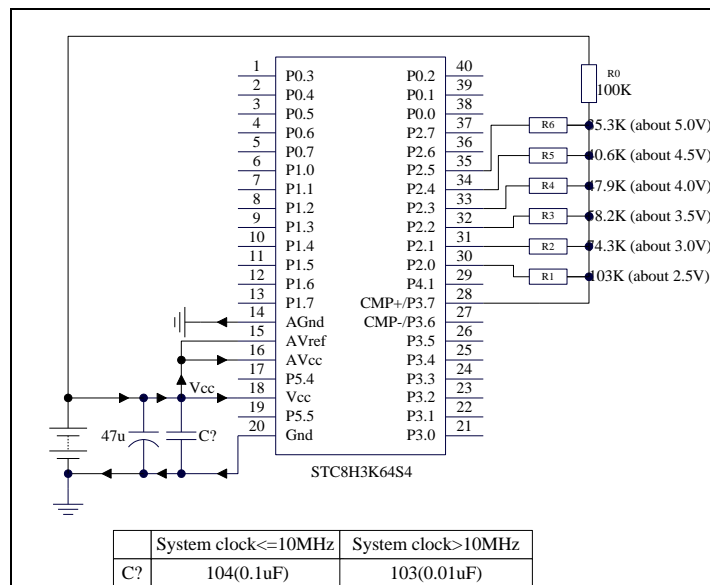 1 P0.3 P0.2 40
2 P0.4 P0.1 39
3 P0.5 P0.0 38
4 P0.6 P2.7 37
5 P0.7 P2.6 36
6 P1.0 P2.5 35
7 P1.1 P2.4 34
8 P1.2 P2.3 33
9 P1.3 P2.2 32
10 P1.4 P2.1 31
11 P1.5 P2.0 30
12 P1.6 P4.1 29
13 P1.7 CMP+/P3.7 28
14 AGnd CMP-/P3.6 27
15 AVref P3.5 26
16 AVcc P3.4 25
17 P5.4 P3.3 24
18 Vcc P3.2 23
19 P5.5 P3.1 22
20 Gnd P3.0 21
R0
100K
R6 35.3K (about 5.0V)
R5 40.6K (about 4.5V)
R4 47.9K (about 4.0V)
R3 58.2K (about 3.5V)
R2 74.3K (about 3.0V)
R1 103K (about 2.5V)
Vcc
47u
C?
STC8H3K64S4
System clock<=10MHz System clock>10MHz
C? 104(0.1uF) 103(0.01uF)